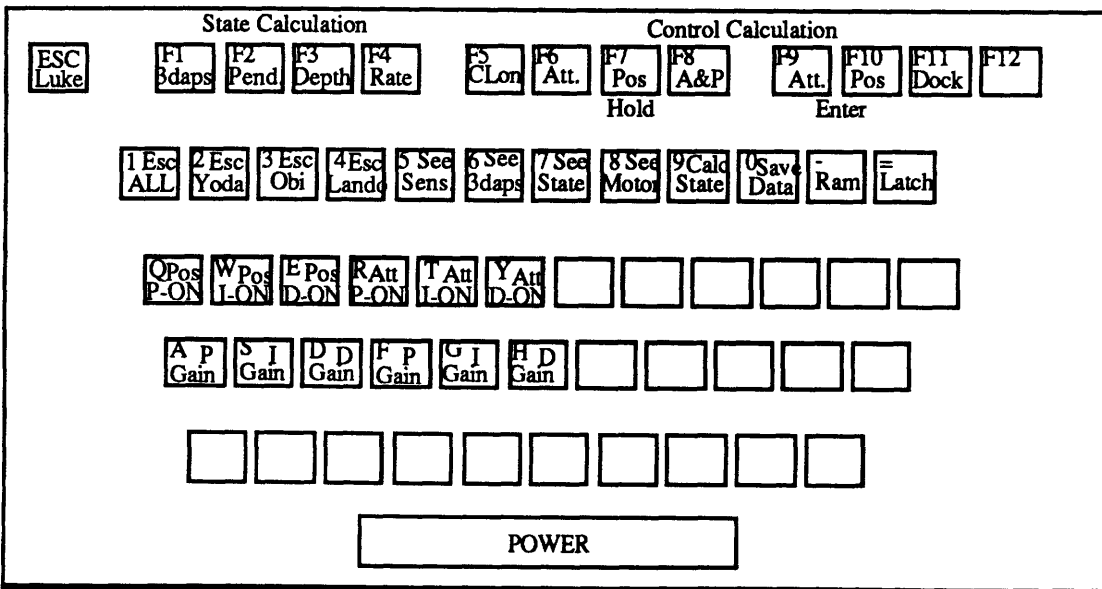 State Calculation Control Calculation
ESC F1 F2 F3 F4 F5 F6 F7 F8 F9 F10 F11 F12
Luke 3daps Pend. Depth Rate CLon Att. Pos A&P Att. Pos Dock
Hold Enter
1 Esc 2 Esc 3 Esc 4 Esc 5 See 6 See 7 See 8 See 9 Calc 0 Save - =
ALL Yoda Obi Lando Sens. 3daps State Motor State Data Ram Latch
Q Pos W Pos E Pos R Att T Att Y Att
P-ON I-ON D-ON P-ON I-ON D-ON
A P S I D D F P G I H D
Gain Gain Gain Gain Gain Gain
POWER